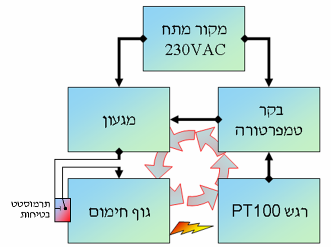 מקור מתח
230VAC
מגעון
בקר
טמפרטורה
תרמוסטט
בטיחות
גוף חימום
רגש PT100